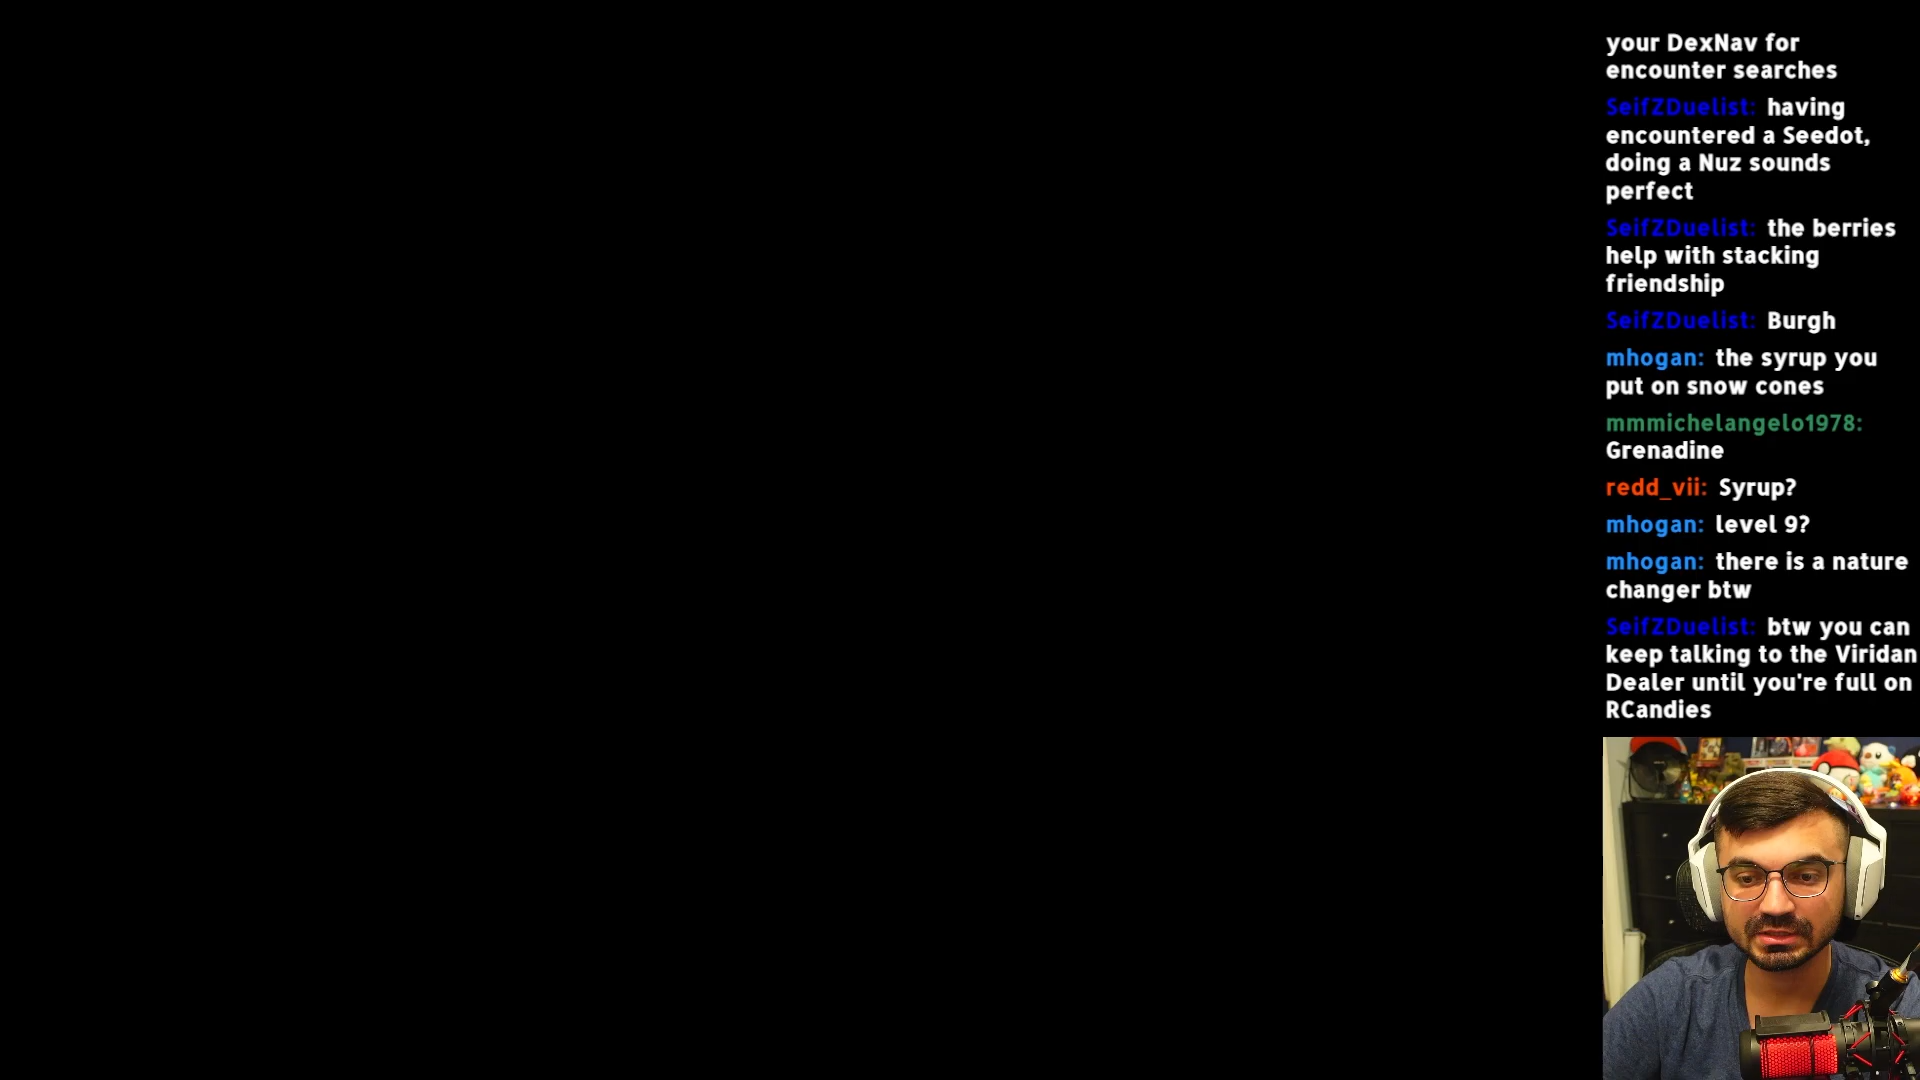 your DexNav for
encounter searches
SeifZDuelist: having
encountered a Seedot,
doing a Nuz sounds
perfect
SeifZDuelist: the berries
help with stacking
friendship
SeifZDuelist: Burgh
mhogan: the syrup you
put on snow cones
mmmichelangelo1978:
Grenadine
redd_vii: Syrup?
mhogan: level 9?
mhogan: there is a nature
changer btw
SeifZDuelist: btw you can
keep talking to the Viridan
Dealer until you're full on
RCandies